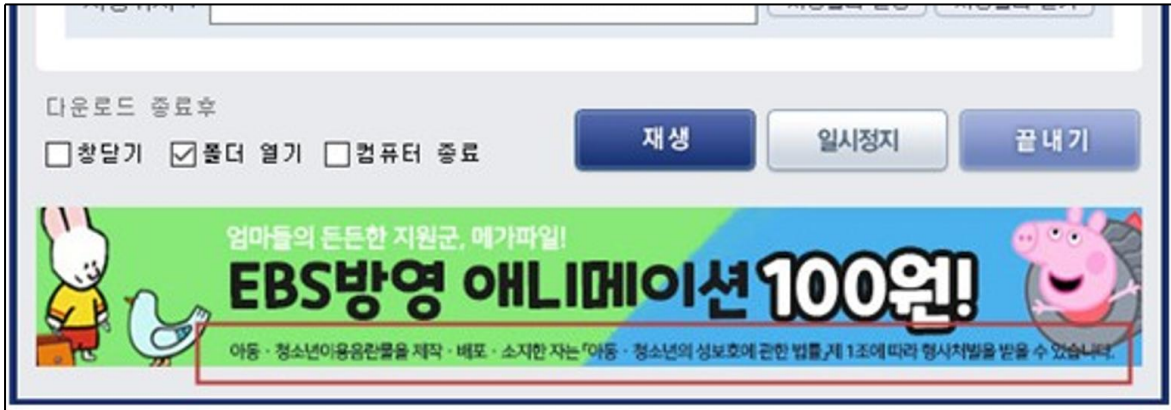 다운로드 종료후
창닫기 폴더 열기 컴퓨터 종료
재생 일시정지 끝내기
엄마들의 든든한 지원군, 메가파일!
EBS방영 애니메이션 100원!
아동·청소년이용음란물을 제작·배포·소지한 자는 「아동·청소년의 성보호에 관한 법률」제 1조에 따라 형사처벌을 받을 수 있습니다.